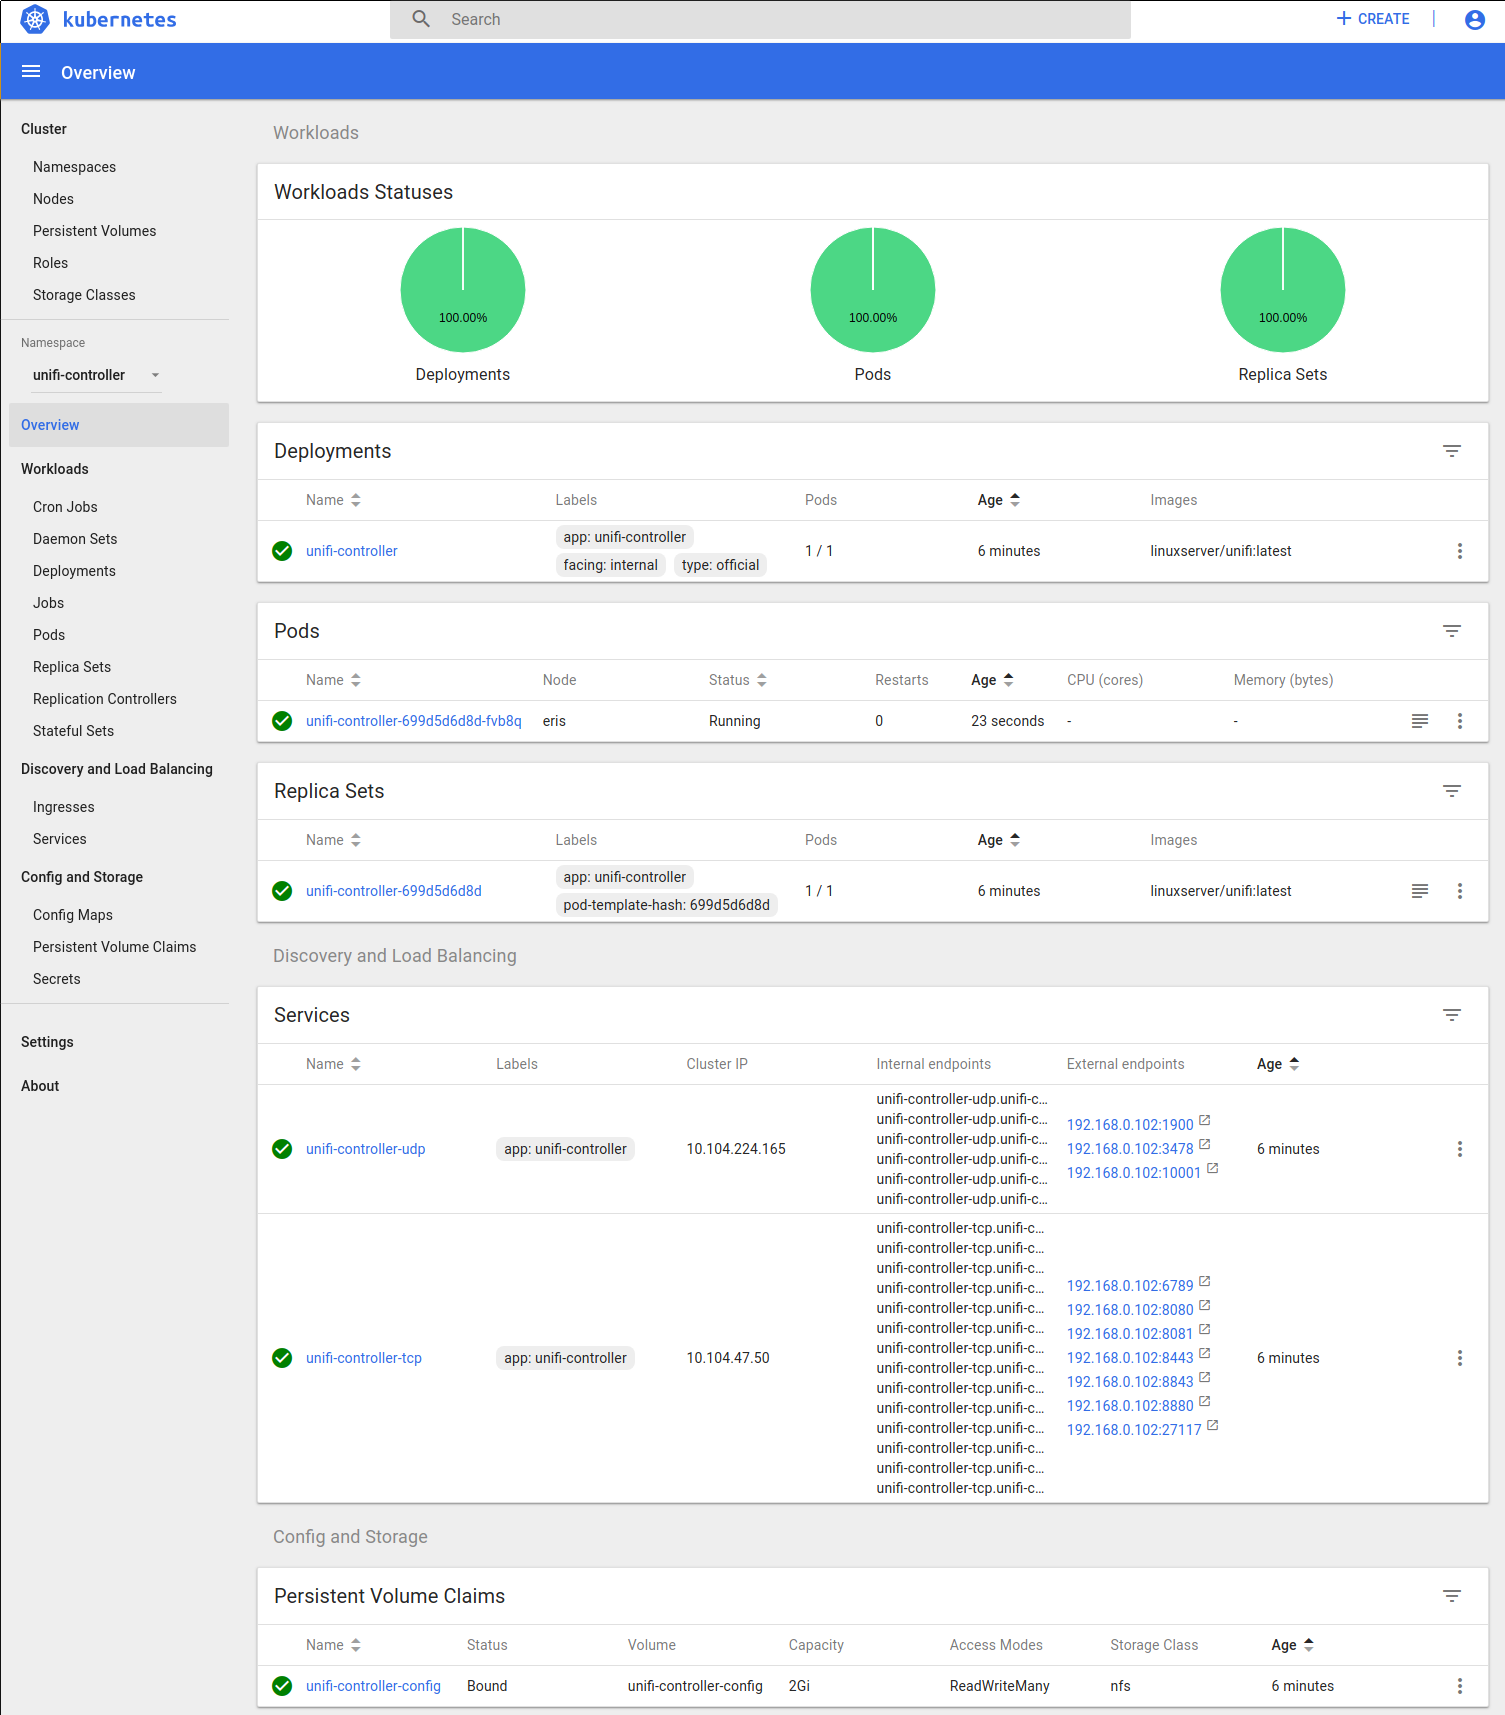 kubernetes
Search
CREATE
Overview
Cluster
Namespaces
Nodes
Persistent Volumes
Roles
Storage Classes
Namespace
unifi-controller
Overview
Workloads
Cron Jobs
Daemon Sets
Deployments
Jobs
Pods
Replica Sets
Replication Controllers
Stateful Sets
Discovery and Load Balancing
Ingresses
Services
Config and Storage
Config Maps
Persistent Volume Claims
Secrets
Settings
About
Workloads
Workloads Statuses
100.00% 100.00% 100.00%
Deployments Pods Replica Sets
Deployments
Name Labels Pods Age Images
app: unifi-controller
unifi-controller 1 / 1 6 minutes linuxserver/unifi:latest
facing: internal type: official
Pods
Name Node Status Restarts Age CPU (cores) Memory (bytes)
unifi-controller-699d5d6d8d-fvb8q eris Running 0 23 seconds - -
Replica Sets
Name Labels Pods Age Images
app: unifi-controller
unifi-controller-699d5d6d8d 1 / 1 6 minutes linuxserver/unifi:latest
pod-template-hash: 699d5d6d8d
Discovery and Load Balancing
Services
Name Labels Cluster IP Internal endpoints External endpoints Age
unifi-controller-udp app: unifi-controller 10.104.224.165
unifi-controller-udp.unifi-c...
unifi-controller-udp.unifi-c...
unifi-controller-udp.unifi-c...
unifi-controller-udp.unifi-c...
unifi-controller-udp.unifi-c...
unifi-controller-udp.unifi-c...
192.168.0.102:1900
192.168.0.102:3478
192.168.0.102:10001
6 minutes
unifi-controller-tcp app: unifi-controller 10.104.47.50
unifi-controller-tcp.unifi-c...
unifi-controller-tcp.unifi-c...
unifi-controller-tcp.unifi-c...
unifi-controller-tcp.unifi-c...
unifi-controller-tcp.unifi-c...
unifi-controller-tcp.unifi-c...
unifi-controller-tcp.unifi-c...
unifi-controller-tcp.unifi-c...
unifi-controller-tcp.unifi-c...
unifi-controller-tcp.unifi-c...
unifi-controller-tcp.unifi-c...
unifi-controller-tcp.unifi-c...
unifi-controller-tcp.unifi-c...
unifi-controller-tcp.unifi-c...
192.168.0.102:6789
192.168.0.102:8080
192.168.0.102:8081
192.168.0.102:8443
192.168.0.102:8843
192.168.0.102:8880
192.168.0.102:27117
6 minutes
Config and Storage
Persistent Volume Claims
Name Status Volume Capacity Access Modes Storage Class Age
unifi-controller-config Bound unifi-controller-config 2Gi ReadWriteMany nfs 6 minutes